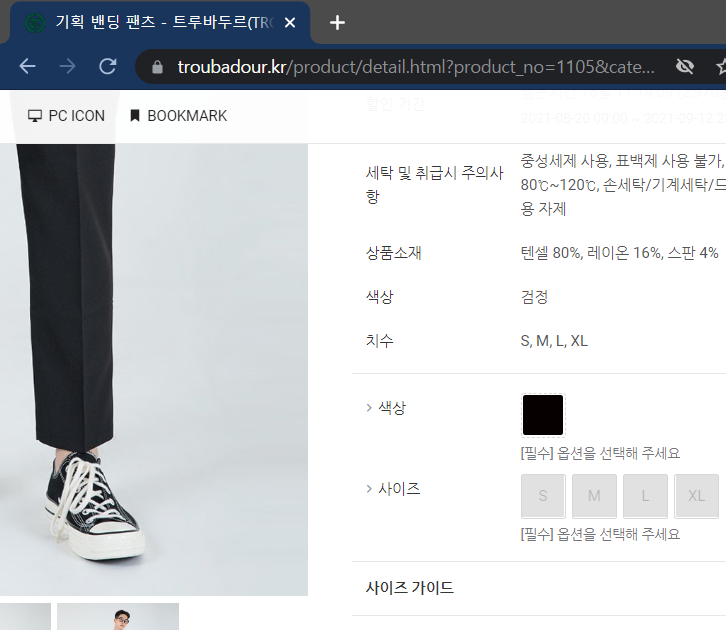 기획 밴딩 팬츠 - 트루바두르(TRO
troubadour.kr/product/detail.html?product_no=1105&cate...
PC ICON
BOOKMARK
할인 기간
2021-08-20 00:00 ~ 2021-09-12 2
세탁 및 취급시 주의사
항
중성세제 사용, 표백제 사용 불가,
80℃~120℃, 손세탁/기계세탁/드
용 자제
상품소재
텐셀 80%, 레이온 16%, 스판 4%
색상
검정
치수
S, M, L, XL
> 색상
[필수] 옵션을 선택해 주세요
> 사이즈
S
M
L
XL
[필수] 옵션을 선택해 주세요
사이즈 가이드